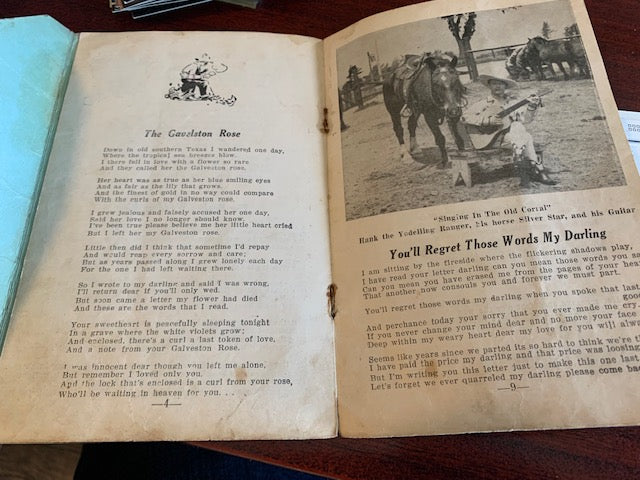 The Gavelston Rose
Down in old southern Texas I wandered one day,
Where the tropical sea breezes blow.
I there fell in love with a flower so rare
And they called her the Galveston rose.
Her heart was as true as her blue smiling eyes
And as fair as the lily that grows.
And the finest of gold in no way could compare
With the curls of my Galveston rose.
I grew jealous and falsely accused her one day,
Said her love I no longer should know.
I've been true please believe me her little heart cried
But I left her my Galveston rose.
Little then did I think that sometime I'd repay
And would reap every sorrow and care;
But as years passed along I grew lonely each day
For the one I had left waiting there.
So I wrote to my darling and said I was wrong,
I'll return dear if you'll only wed.
But soon came a letter my flower had died
And these are the words that I read.
Your sweetheart is peacefully sleeping tonight
In a grave where the white violets grow;
And enclosed, there's a curl a last token of love,
And a note from your Galveston Rose.
I was innocent dear though you left me alone,
But remember I loved only you,
And the lock that's enclosed is a curl from your rose,
Who'll be waiting in heaven for you. . .
—4—
"Singing In The Old Corral"
Hank the Yodelling Ranger, his horse Silver Star, and his Guitar
You'll Regret Those Words My Darling
I am sitting by the fireside where the flickering shadows play,
I have read your letter darling can you mean those words you sa
Can you mean you have erased me from the pages of your hea
That another now consouls you and forever we must part.
You'll regret those words my darling when you spoke that last
goo
And perchance today your sorry that you ever made me cry
If you never change your mind dear and no more your face
Deep within my weary heart dear my love for you will alwa
Seems like years since we parted its so hard to think we're th
I have paid the price my darling and that price was loosing
But I'm writing you this letter just to make this one last
Let's forget we ever quarreled my darling please come bac
—9—